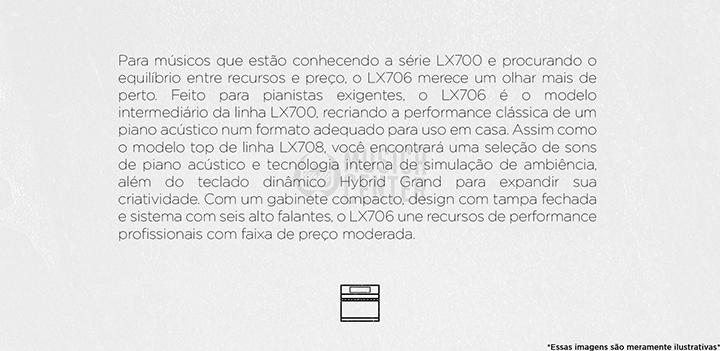 Para músicos que estão conhecendo a série LX700 e procurando o
equilíbrio entre recursos e preço, o LX706 merece um olhar mais de
perto. Feito para pianistas exigentes, o LX706 é o modelo
intermediário da linha LX700, recriando a performance clássica de um
piano acústico num formato adequado para uso em casa. Assim como
o modelo top de linha LX708, você encontrará uma seleção de sons
de piano acústico e tecnologia interna de simulação de ambiência,
além do teclado dinâmico Hybrid Grand para expandir sua
criatividade. Com um gabinete compacto, design com tampa fechada
e sistema com seis alto falantes, o LX706 une recursos de performance
profissionais com faixa de preço moderada.
MUSICAL
CENTER
*Essas imagens são meramente ilustrativas*